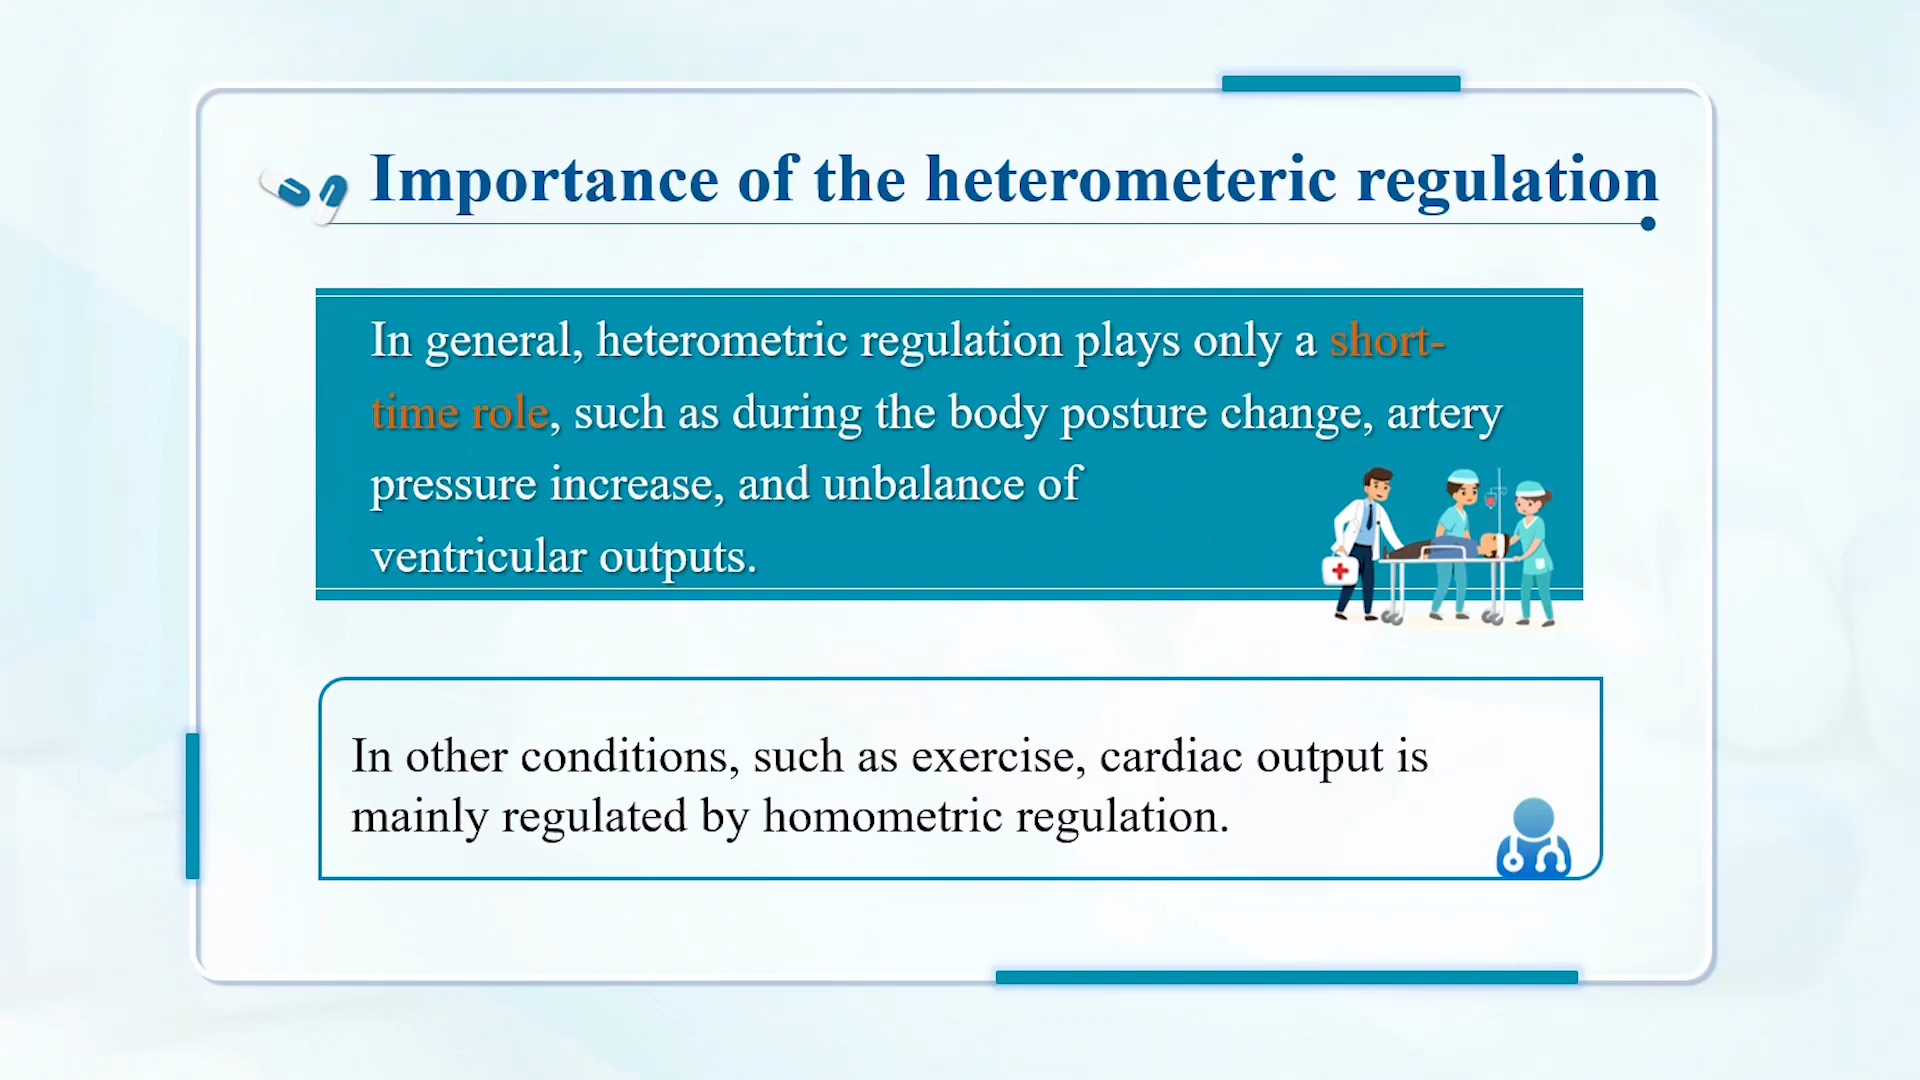 Importance of the heterometeric regulation
In general, heterometric regulation plays only a short-
time role, such as during the body posture change, artery
pressure increase, and unbalance of
ventricular outputs.
In other conditions, such as exercise, cardiac output is
mainly regulated by homometric regulation.